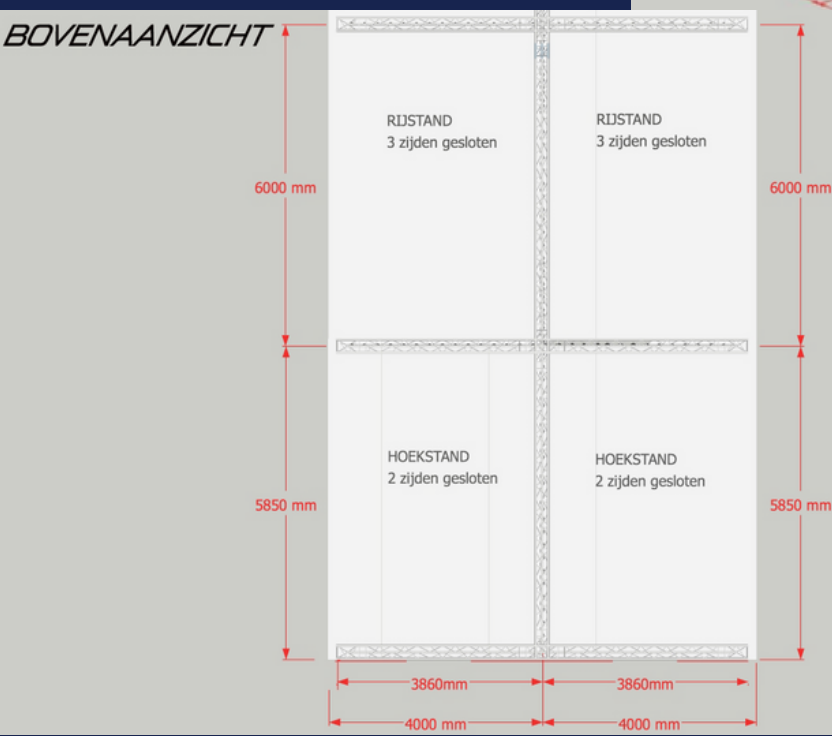 BOVENAANZICHT
RIJSTAND
3 zijden gesloten
RIJSTAND
3 zijden gesloten
6000 mm
6000 mm
HOEKSTAND
2 zijden gesloten
HOEKSTAND
2 zijden gesloten
5850 mm
5850 mm
3860mm
3860mm
4000 mm
4000 mm